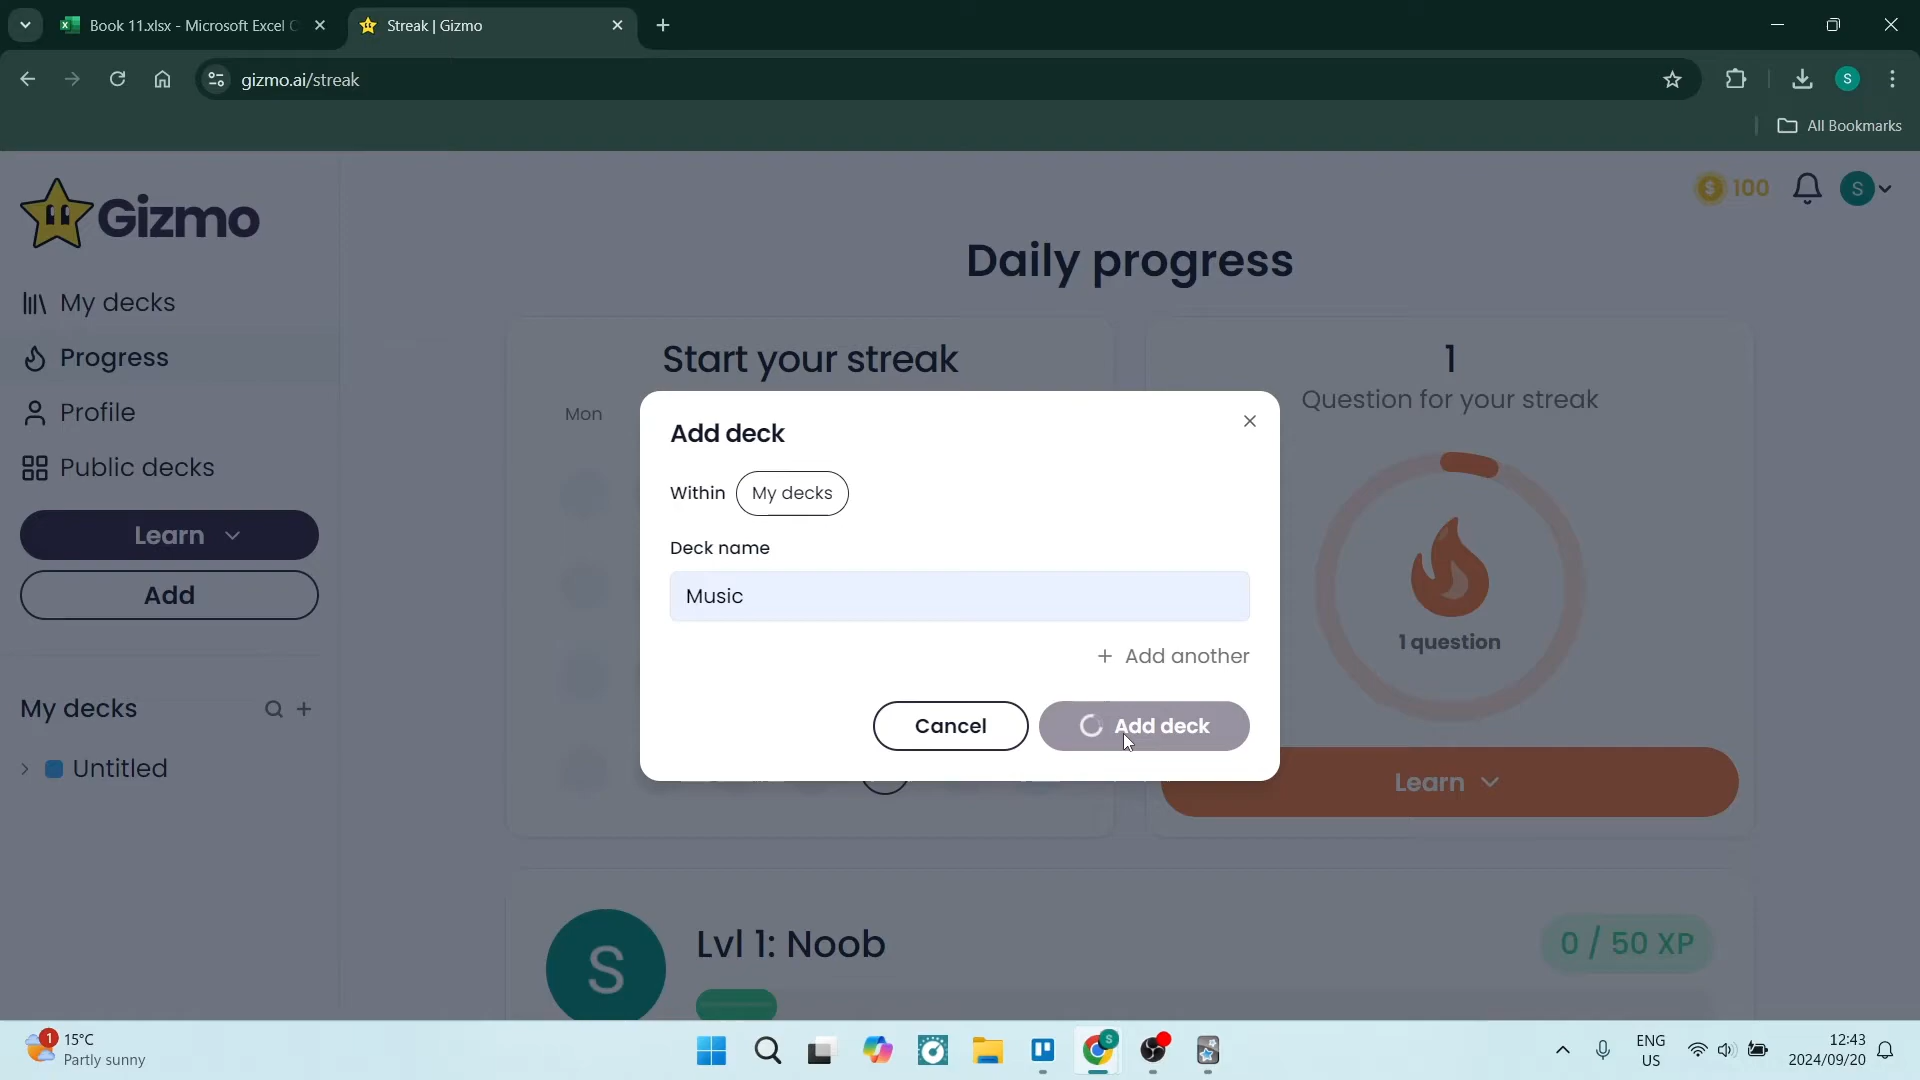 Book 11.xlsx - Microsoft Excel
Streak | Gizmo
gizmo.ai/streak
S
All Bookmarks
Gizmo
My decks
Progress
Profile
Public decks
Learn
Add
My decks
Untitled
$ 100
S
Daily progress
Start your streak
Mon
1
Question for your streak
1 question
Learn
Add deck
Within My decks
Deck name
Music
+ Add another
Cancel
Add deck
S
Lvl 1: Noob
0 / 50 XP
1
15°C
Partly sunny
S
ENG
US
12:43
2024/09/20